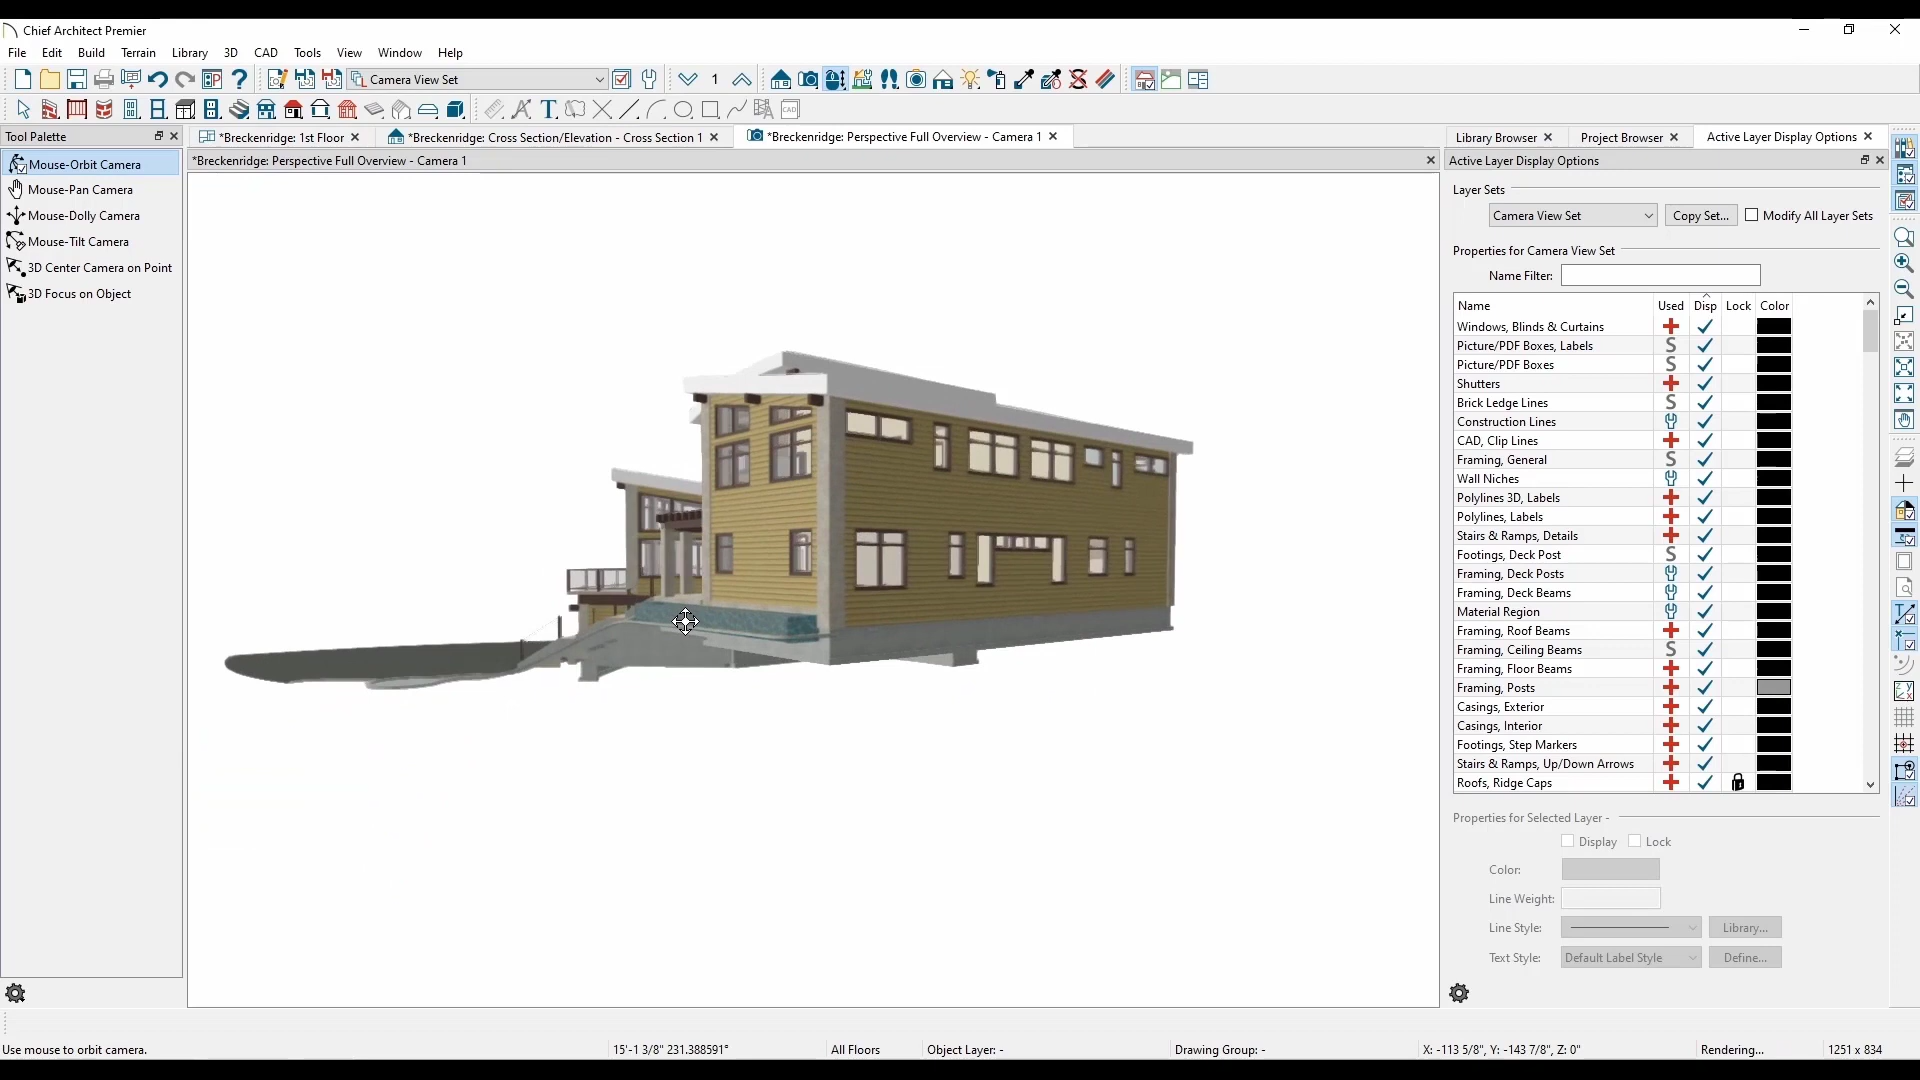 Chief Architect Premier
File Edit Build Terrain Library 3D CAD Tools View Window Help
Camera View Set 1
T CAD
Tool Palette
*Breckenridge: 1st Floor *Breckenridge: Cross Section/Elevation - Cross Section 1 *Breckenridge: Perspective Full Overview - Camera 1
Library Browser Project Browser Active Layer Display Options
*Breckenridge: Perspective Full Overview - Camera 1
Active Layer Display Options
Mouse-Orbit Camera
Mouse-Pan Camera
Mouse-Dolly Camera
Mouse-Tilt Camera
3D Center Camera on Point
3D Focus on Object
Layer Sets
Camera View Set Copy Set... Modify All Layer Sets
Properties for Camera View Set
Name Filter:
Name Used Disp Lock Color
Windows, Blinds & Curtains
Picture/PDF Boxes, Labels S
Picture/PDF Boxes S
Shutters
Brick Ledge Lines S
Construction Lines
CAD, Clip Lines
Framing, General S
Wall Niches
Polylines 3D, Labels
Polylines, Labels
Stairs & Ramps, Details
Footings, Deck Post S
Framing, Deck Posts
Framing, Deck Beams
Material Region
Framing, Roof Beams
Framing, Ceiling Beams S
Framing, Floor Beams
Framing, Posts
Casings, Exterior
Casings, Interior
Footings, Step Markers
Stairs & Ramps, Up/Down Arrows
Roofs, Ridge Caps
Properties for Selected Layer -
Display Lock
Color:
Line Weight:
Line Style: Library...
Text Style: Default Label Style Define...
Use mouse to orbit camera. 15'-1 3/8" 231.388591° All Floors Object Layer: - Drawing Group: - X: -113 5/8", Y: -143 7/8", Z: 0" Rendering... 1251 x 834